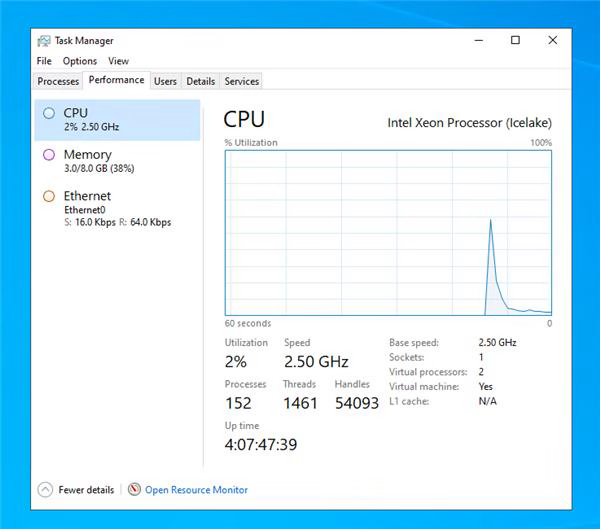 Task Manager
File Options View
Processes Performance Users Details Services
CPU
2% 2.50 GHz
Memory
3.0/8.0 GB (38%)
Ethernet
Ethernet0
S: 16.0 Kbps R: 64.0 Kbps
CPU Intel Xeon Processor (Icelake)
% Utilization 100%
60 seconds 0
Utilization Speed
2% 2.50 GHz
Processes Threads Handles
152 1461 54093
Up time
4:07:47:39
Base speed: 2.50 GHz
Sockets: 1
Virtual processors: 2
Virtual machine: Yes
L1 cache: N/A
Fewer details Open Resource Monitor